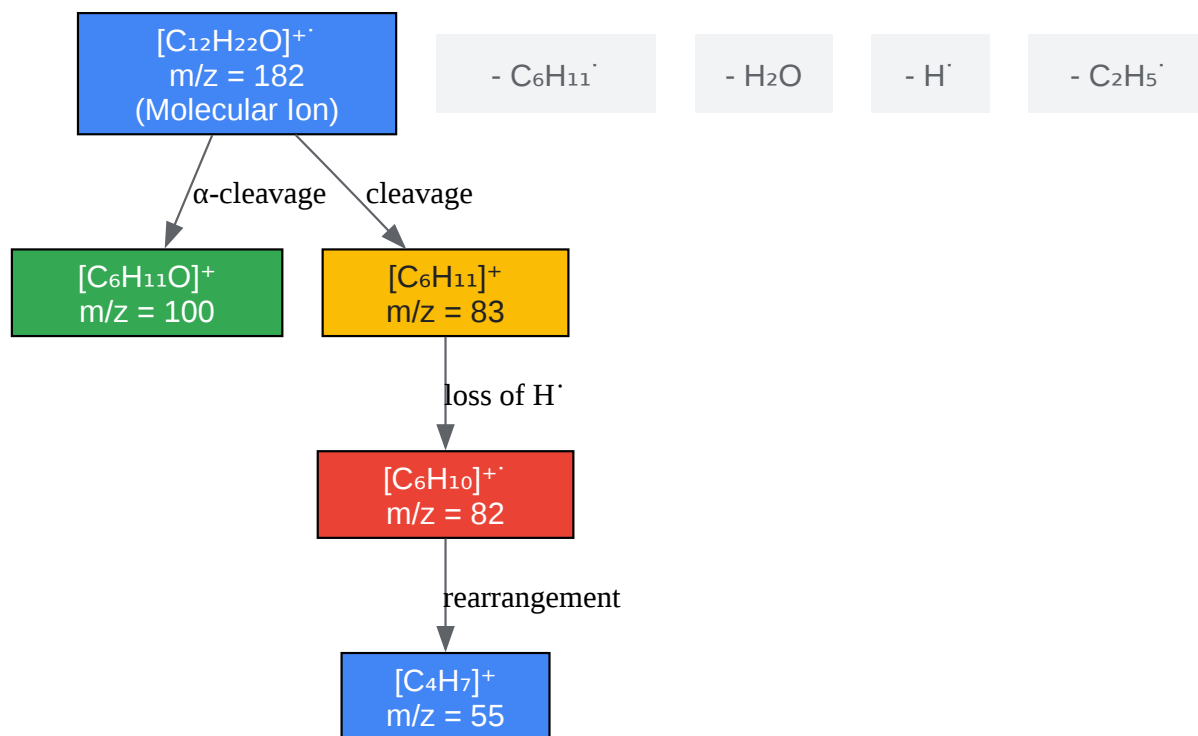 [C₁₂H₂₂O]⁺˙
m/z = 182
(Molecular Ion)
- C₆H₁₁˙
- H₂O
- H˙
- C₂H₅˙
α-cleavage
cleavage
[C₆H₁₁O]⁺
m/z = 100
[C₆H₁₁]⁺
m/z = 83
loss of H˙
[C₆H₁₀]⁺˙
m/z = 82
rearrangement
[C₄H₇]⁺
m/z = 55